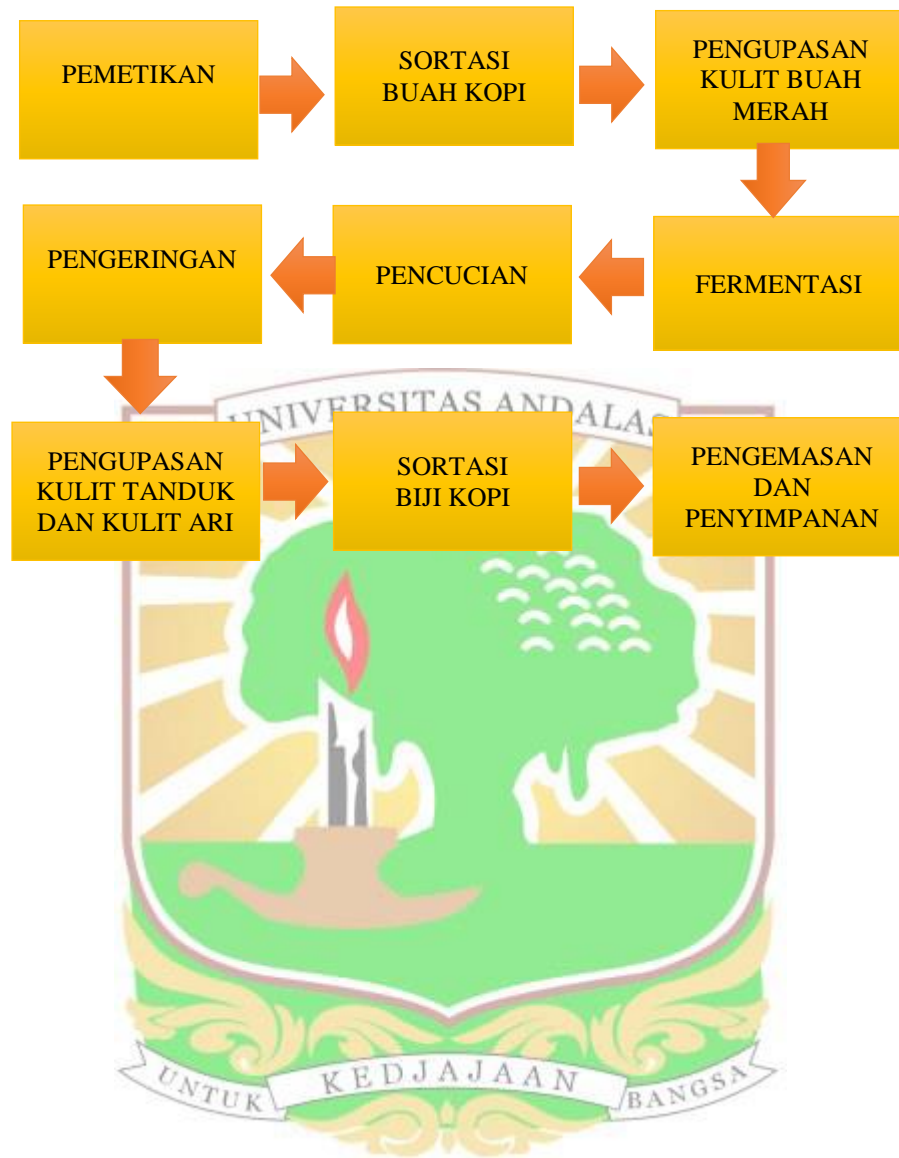 PEMETIKAN
SORTASI
BUAH KOPI
PENGUPASAN
KULIT BUAH
MERAH
FERMENTASI
PENCUCIAN
PENGERINGAN
UNIVERSITAS ANDALAS
PENGUPASAN
KULIT TANDUK
DAN KULIT ARI
SORTASI
BIJI KOPI
PENGEMASAN
DAN
PENYIMPANAN
UNTUK KEDJAJAAN BANGSA